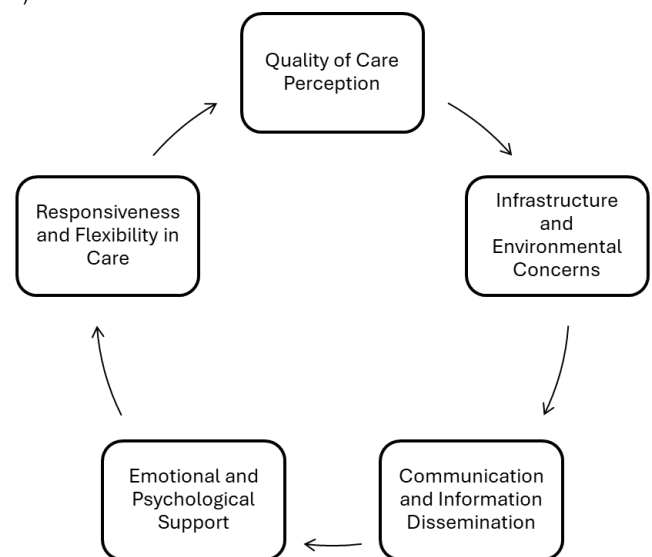 Quality of Care
Perception
Infrastructure
and
Environmental
Concerns
Communication
and Information
Dissemination
Emotional and
Psychological
Support
Responsiveness
and Flexibility in
Care